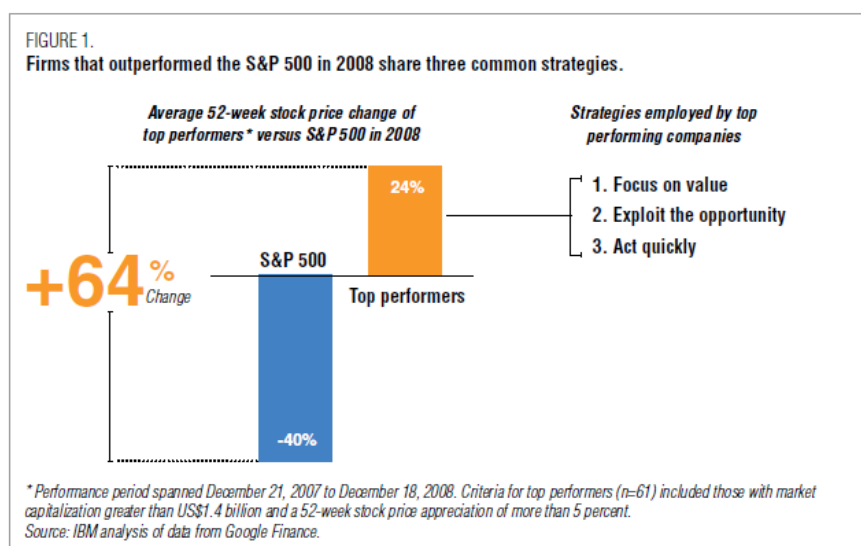 FIGURE 1.
Firms that outperformed the S&P 500 in 2008 share three common strategies.
Average 52-week stock price change of
top performers* versus S&P 500 in 2008
Strategies employed by top
performing companies
24%
1. Focus on value
2. Exploit the opportunity
3. Act quickly
S&P 500
+64%
Change
Top performers
-40%
* Performance period spanned December 21, 2007 to December 18, 2008. Criteria for top performers (n=61) included those with market
capitalization greater than US$1.4 billion and a 52-week stock price appreciation of more than 5 percent.
Source: IBM analysis of data from Google Finance.